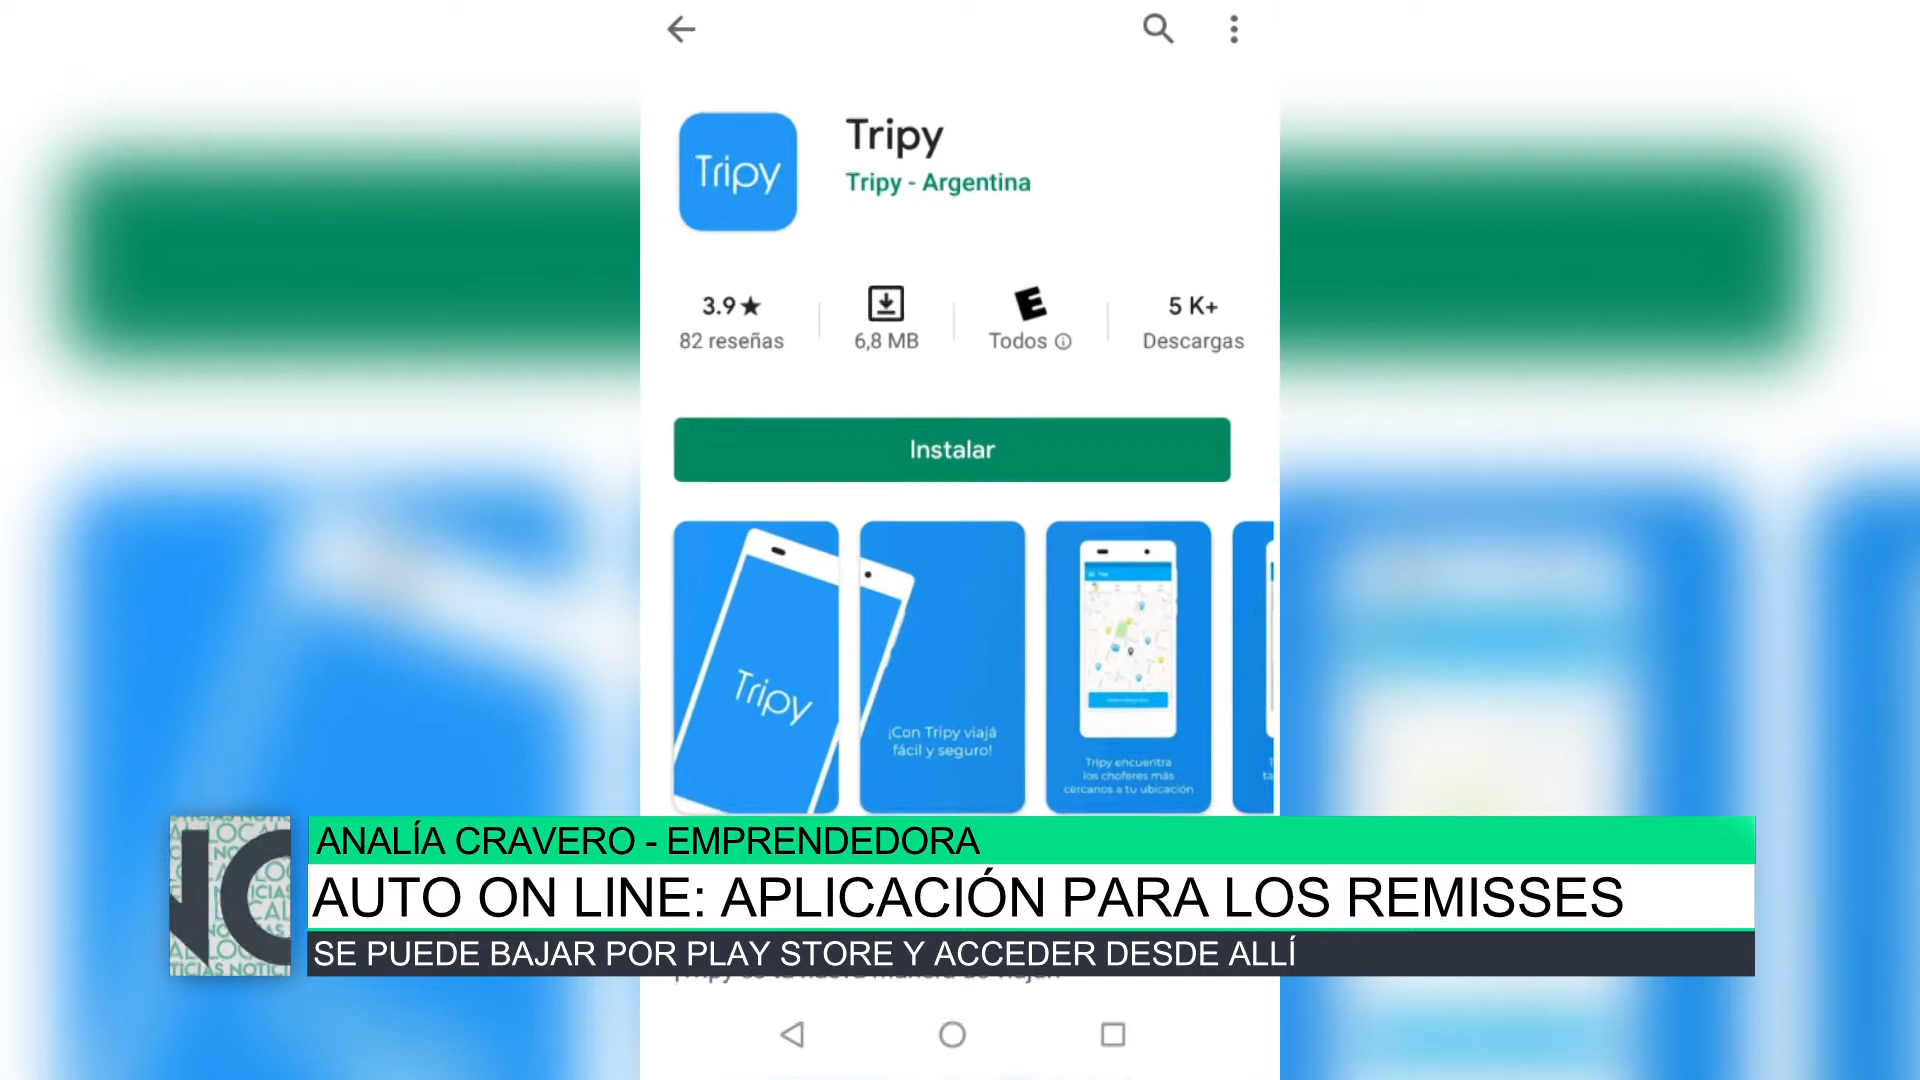 Tripy
Tripy
Tripy - Argentina
3.9★
82 reseñas
6,8 MB
E
Todos
5 K+
Descargas
Instalar
Tripy
¡Con Tripy viajá
fácil y seguro!
Tripy encuentra
los choferes más
cercanos a tu ubicación
ANALÍA CRAVERO - EMPRENDEDORA
AUTO ON LINE: APLICACIÓN PARA LOS REMISSES
SE PUEDE BAJAR POR PLAY STORE Y ACCEDER DESDE ALLÍ
NC